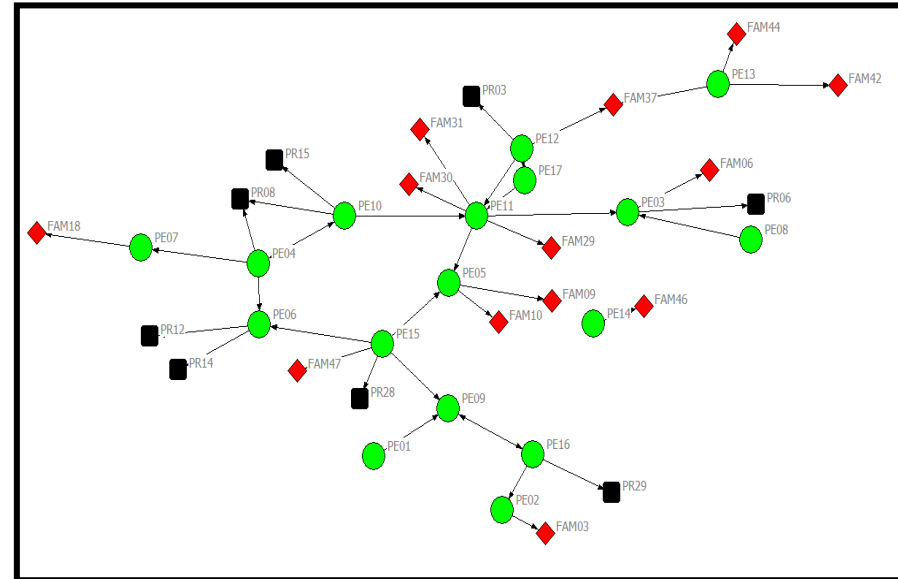 FAM44
PE13
FAM42
PR03
FAM37
FAM31
PE12
PR15
FAM30
PE17
FAM06
PR08
PE10
PE11
PE03
PR06
FAM18
PE07
PE04
FAM29
PE08
PE05
FAM09
FAM46
PE06
FAM10
PE14
PR12
PE15
PR14
FAM47
PR28
PE09
PE01
PE16
PR29
PE02
FAM03